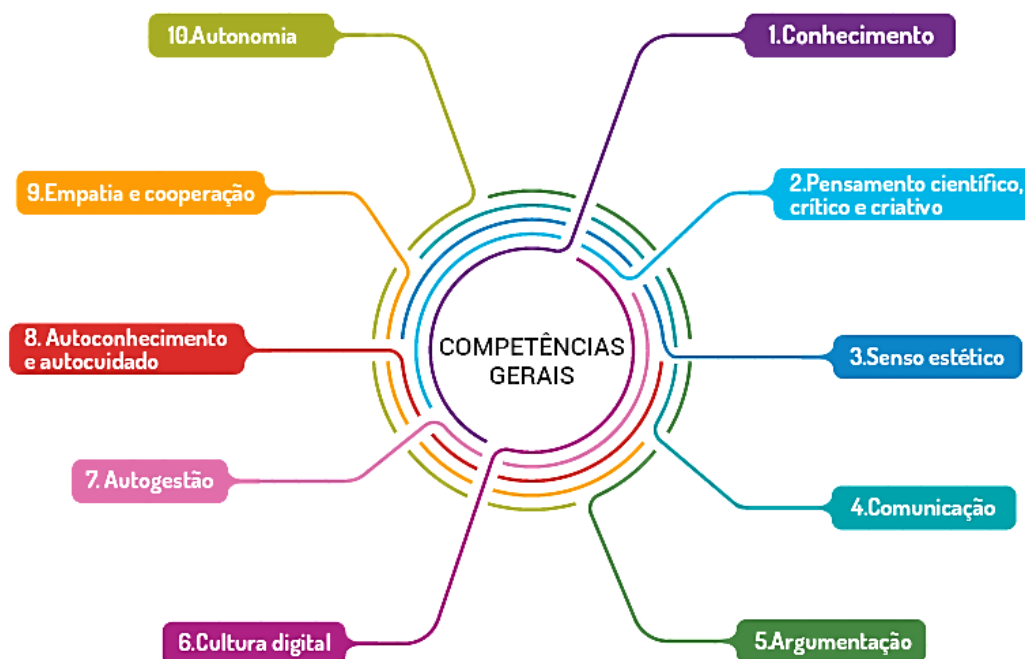 10.Autonomia
1.Conhecimento
9.Empatia e cooperação
2.Pensamento científico,
crítico e criativo
8. Autoconhecimento
e autocuidado
COMPETÊNCIAS
GERAIS
3.Senso estético
7. Autogestão
4.Comunicação
6.Cultura digital
5.Argumentação